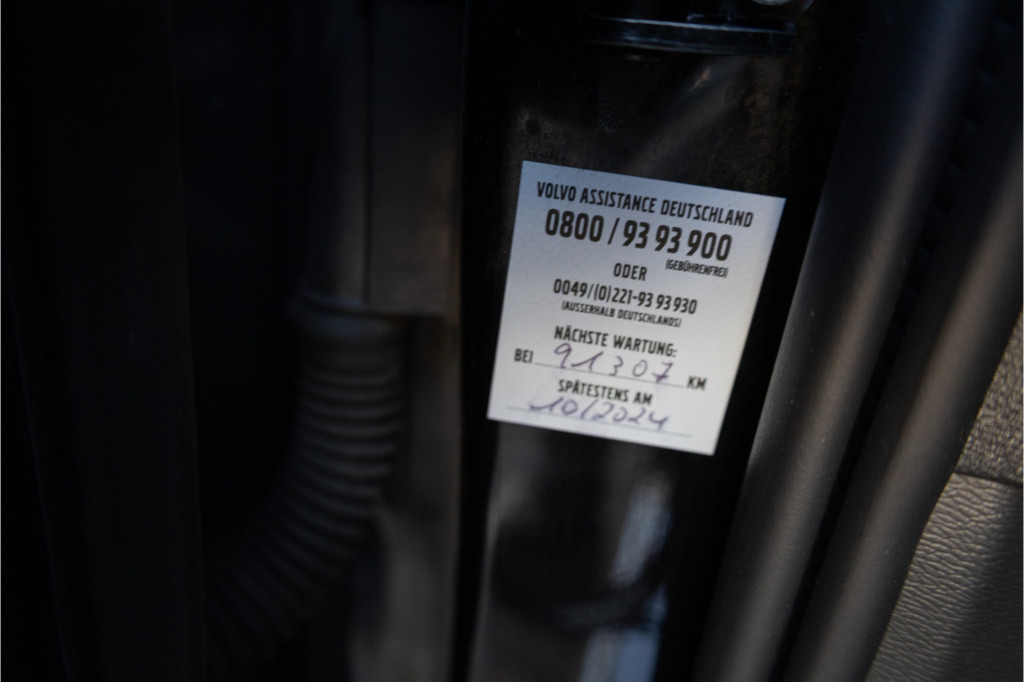 VOLVO ASSISTANCE DEUTSCHLAND
0800 / 93 93 900
(GEBÜHRENFREI)
ODER
0049/(0)221-93 93 930
(AUSSERHALB DEUTSCHLANDS)
NÄCHSTE WARTUNG:
BEI 91307 KM
SPÄTESTENS AM
10/2024